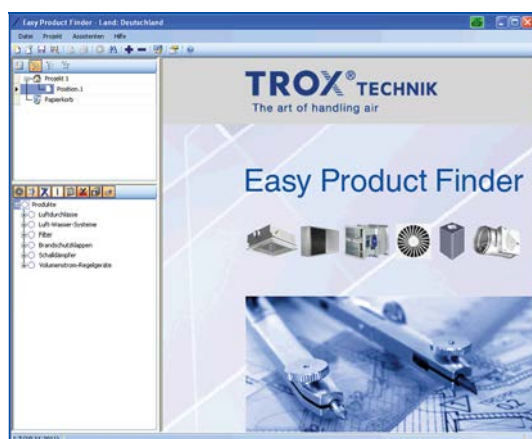 Easy Product Finder - Land: Deutschland
Datei Projekt Assistenten Hilfe
Projekt 1
Position.1
Papierkorb
TROX® TECHNIK
The art of handling air
Easy Product Finder
Produkte
Luftdurchlässe
Luft-Wasser-Systeme
Filter
Brandschutzklappen
Schalldämpfer
Volumenstrom-Regelgeräte